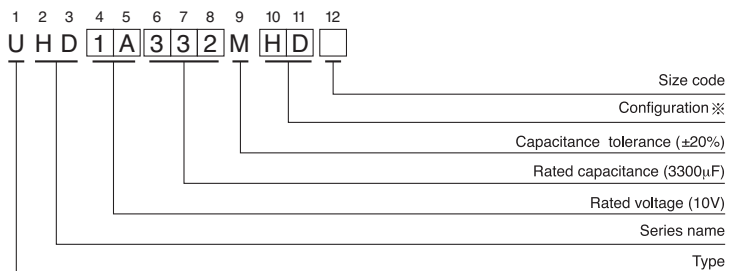 1 2 3 4 5 6 7 8 9 10 11 12
U H D 1 A 3 3 2 M H D
Size code
Configuration ※
Capacitance tolerance (±20%)
Rated capacitance (3300µF)
Rated voltage (10V)
Series name
Type